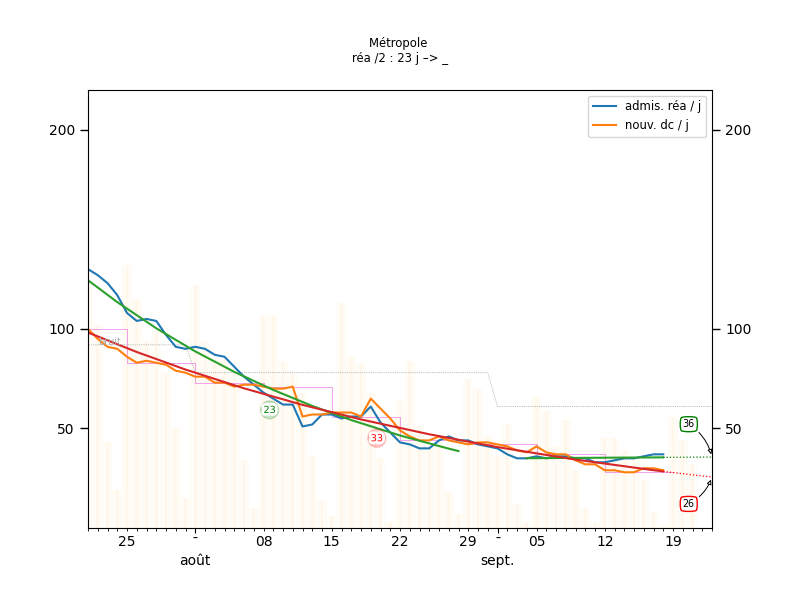 Métropole
réa /2 : 23 j –> _
admis. réa / j
nouv. dc / j
200
200
100
100
bruit
50
50
23
33
36
26
25
-
08
15
22
29
-
05
12
19
août
sept.